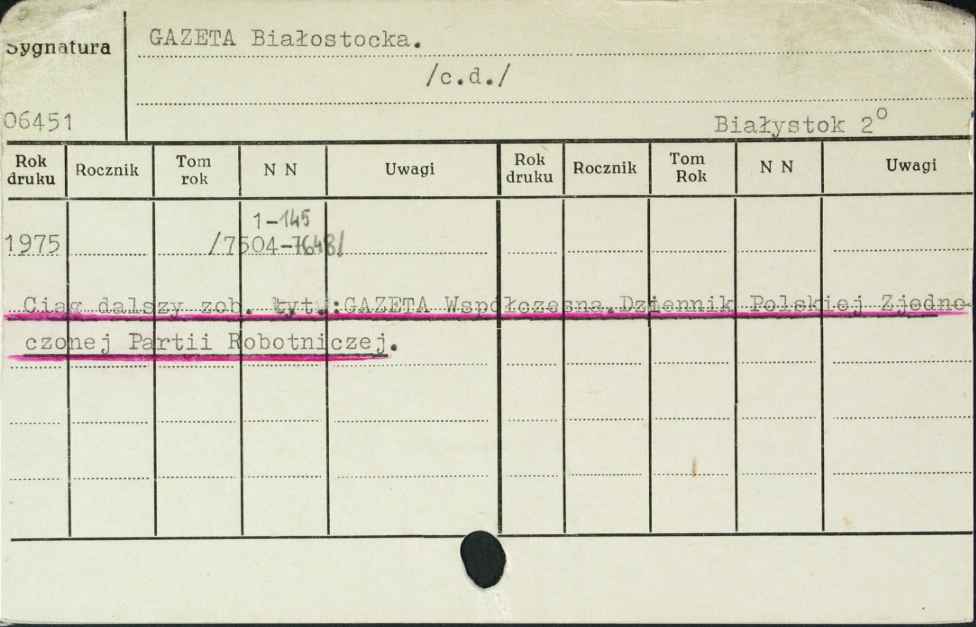 Sygnatura
GAZETA Białostocka.
/c.d./
06451
Białystok 2°
Rok druku Rocznik Tom rok N N Uwagi Rok druku Rocznik Tom Rok N N Uwagi
1-145
1975 /7504-7648/
Ciąg dalszy zob. tyt.:GAZETA Współczesna.Dziennik Polskiej Zjedno-
czonej Partii Robotniczej.